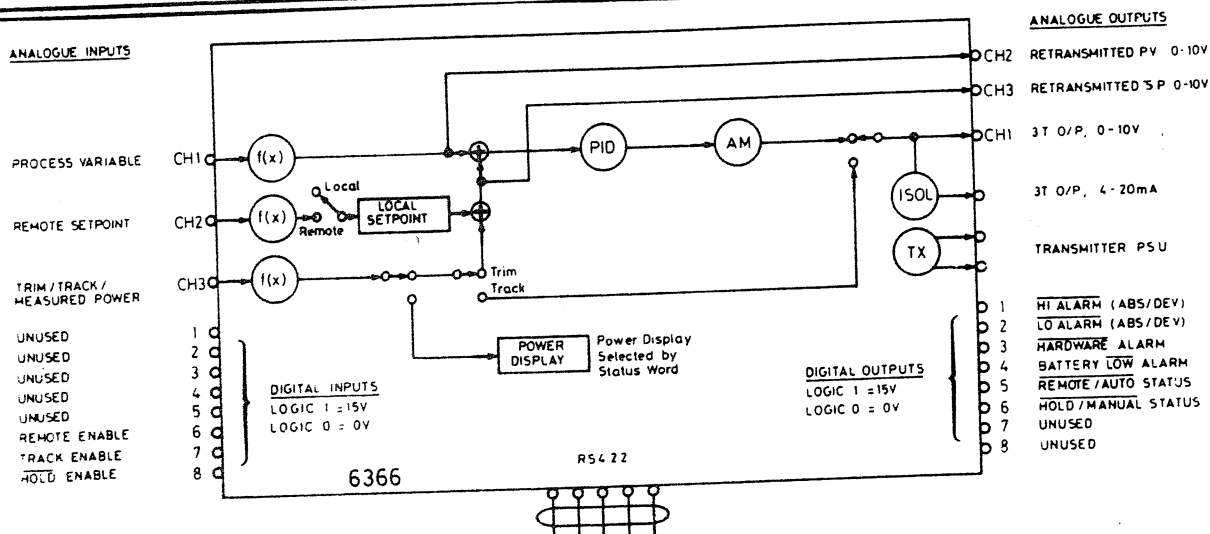 ANALOGUE INPUTS
ANALOGUE OUTPUTS
CH2 RETRANSMITTED PV 0-10V
CH3 RETRANSMITTED SP 0-10V
PROCESS VARIABLE CH1 f(x)
PID
AM
CH1 3T O/P, 0-10V
Local
REMOTE SETPOINT CH2 f(x)
Remote
LOCAL
SETPOINT
ISOL
3T O/P, 4-20mA
TX
TRANSMITTER PSU
TRIM/TRACK/
MEASURED POWER
CH3 f(x)
Trim
Track
POWER
DISPLAY
Power Display
Selected by
Status Word
UNUSED 1
UNUSED 2
UNUSED 3
UNUSED 4
UNUSED 5
REMOTE ENABLE 6
TRACK ENABLE 7
HOLD ENABLE 8
DIGITAL INPUTS
LOGIC 1 = 15V
LOGIC 0 = 0V
DIGITAL OUTPUTS
LOGIC 1 = 15V
LOGIC 0 = 0V
1 HI ALARM (ABS/DEV)
2 LO ALARM (ABS/DEV)
3 HARDWARE ALARM
4 BATTERY LOW ALARM
5 REMOTE/AUTO STATUS
6 HOLD/MANUAL STATUS
7 UNUSED
8 UNUSED
6366
RS422